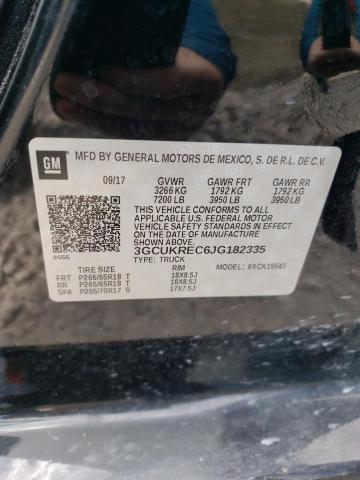 GM MFD BY GENERAL MOTORS DE MEXICO, S. DE R.L. DE C.V.
09/17 GVWR GAWR FRT GAWR RR
3266 KG 1792 KG 1792 KG
7200 LB 3950 LB 3950 LB
THIS VEHICLE CONFORMS TO ALL APPLICABLE
U.S. FEDERAL MOTOR VEHICLE SAFETY
STANDARDS IN EFFECT ON THE DATE OF
MANUFACTURE SHOWN ABOVE.
3GCUKREC6JG182335
TYPE: TRUCK
TIRE SIZE RIM
FRT P265/65R18 T 18X8.5J
RR P265/65R18 T 18X8.5J
SPA P265/70R17 S 17X7.5J